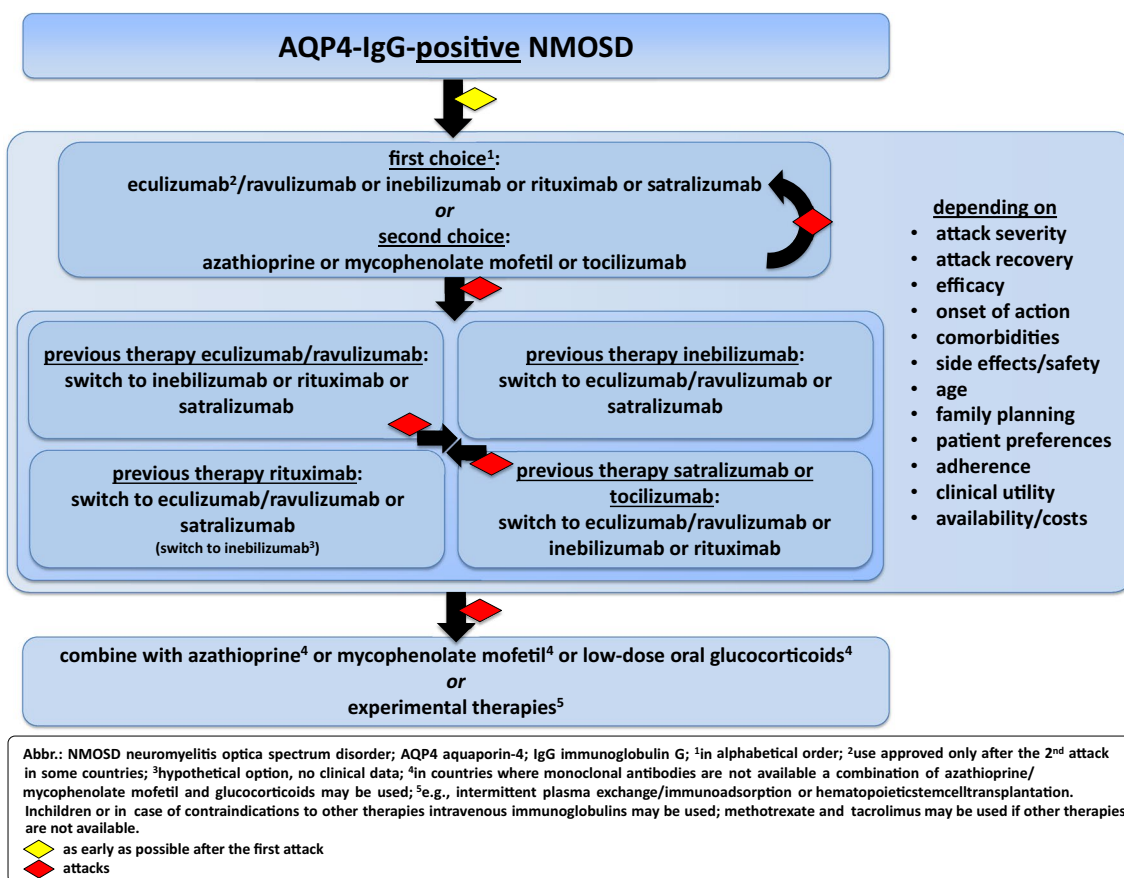 AQP4-IgG-positive NMOSD
first choice¹:
eculizumab²/ravulizumab or inebilizumab or rituximab or satralizumab
or
second choice:
azathioprine or mycophenolate mofetil or tocilizumab
previous therapy eculizumab/ravulizumab:
switch to inebilizumab or rituximab or
satralizumab
previous therapy inebilizumab:
switch to eculizumab/ravulizumab or
satralizumab
previous therapy rituximab:
switch to eculizumab/ravulizumab or
satralizumab
(switch to inebilizumab³)
previous therapy satralizumab or
tocilizumab:
switch to eculizumab/ravulizumab or
inebilizumab or rituximab
depending on
• attack severity
• attack recovery
• efficacy
• onset of action
• comorbidities
• side effects/safety
• age
• family planning
• patient preferences
• adherence
• clinical utility
• availability/costs
combine with azathioprine⁴ or mycophenolate mofetil⁴ or low-dose oral glucocorticoids⁴
or
experimental therapies⁵
Abbr.: NMOSD neuromyelitis optica spectrum disorder; AQP4 aquaporin-4; IgG immunoglobulin G; ¹in alphabetical order; ²use approved only after the 2nd attack
in some countries; ³hypothetical option, no clinical data; ⁴in countries where monoclonal antibodies are not available a combination of azathioprine/
mycophenolate mofetil and glucocorticoids may be used; ⁵e.g., intermittent plasma exchange/immunoadsorption or hematopoieticstemcelltransplantation.
Inchildren or in case of contraindications to other therapies intravenous immunoglobulins may be used; methotrexate and tacrolimus may be used if other therapies
are not available.
as early as possible after the first attack
attacks